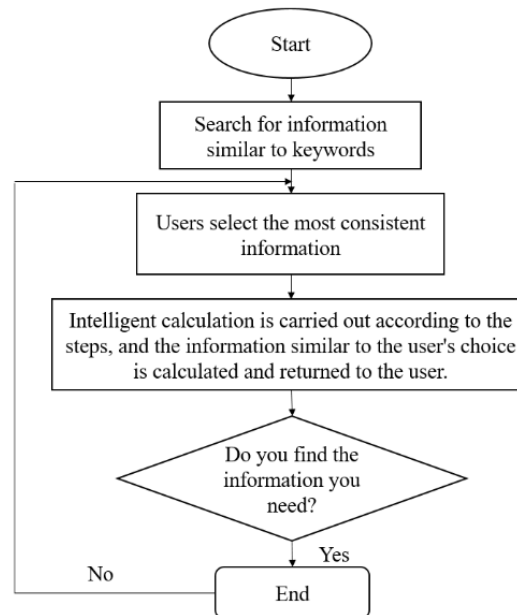 Start
Search for information
similar to keywords
Users select the most consistent
information
Intelligent calculation is carried out according to the
steps, and the information similar to the user's choice
is calculated and returned to the user.
Do you find the
information you
need?
Yes
No
End